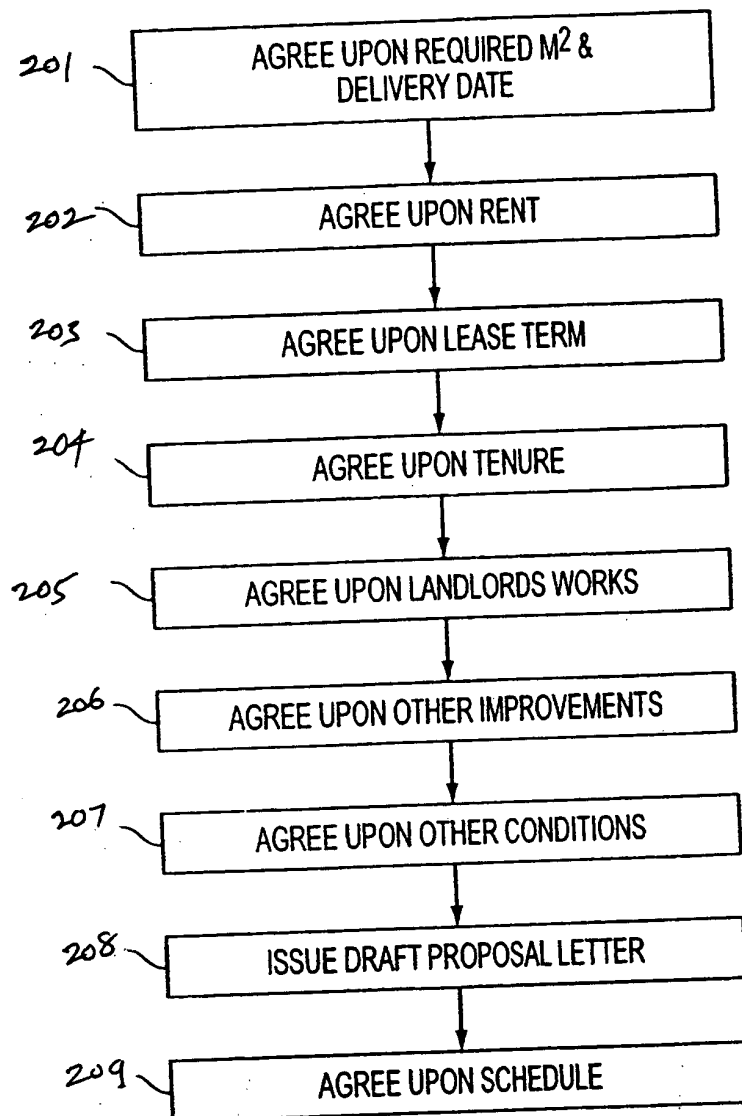 201
AGREE UPON REQUIRED M² &
DELIVERY DATE
202
AGREE UPON RENT
203
AGREE UPON LEASE TERM
204
AGREE UPON TENURE
205
AGREE UPON LANDLORDS WORKS
206
AGREE UPON OTHER IMPROVEMENTS
207
AGREE UPON OTHER CONDITIONS
208
ISSUE DRAFT PROPOSAL LETTER
209
AGREE UPON SCHEDULE